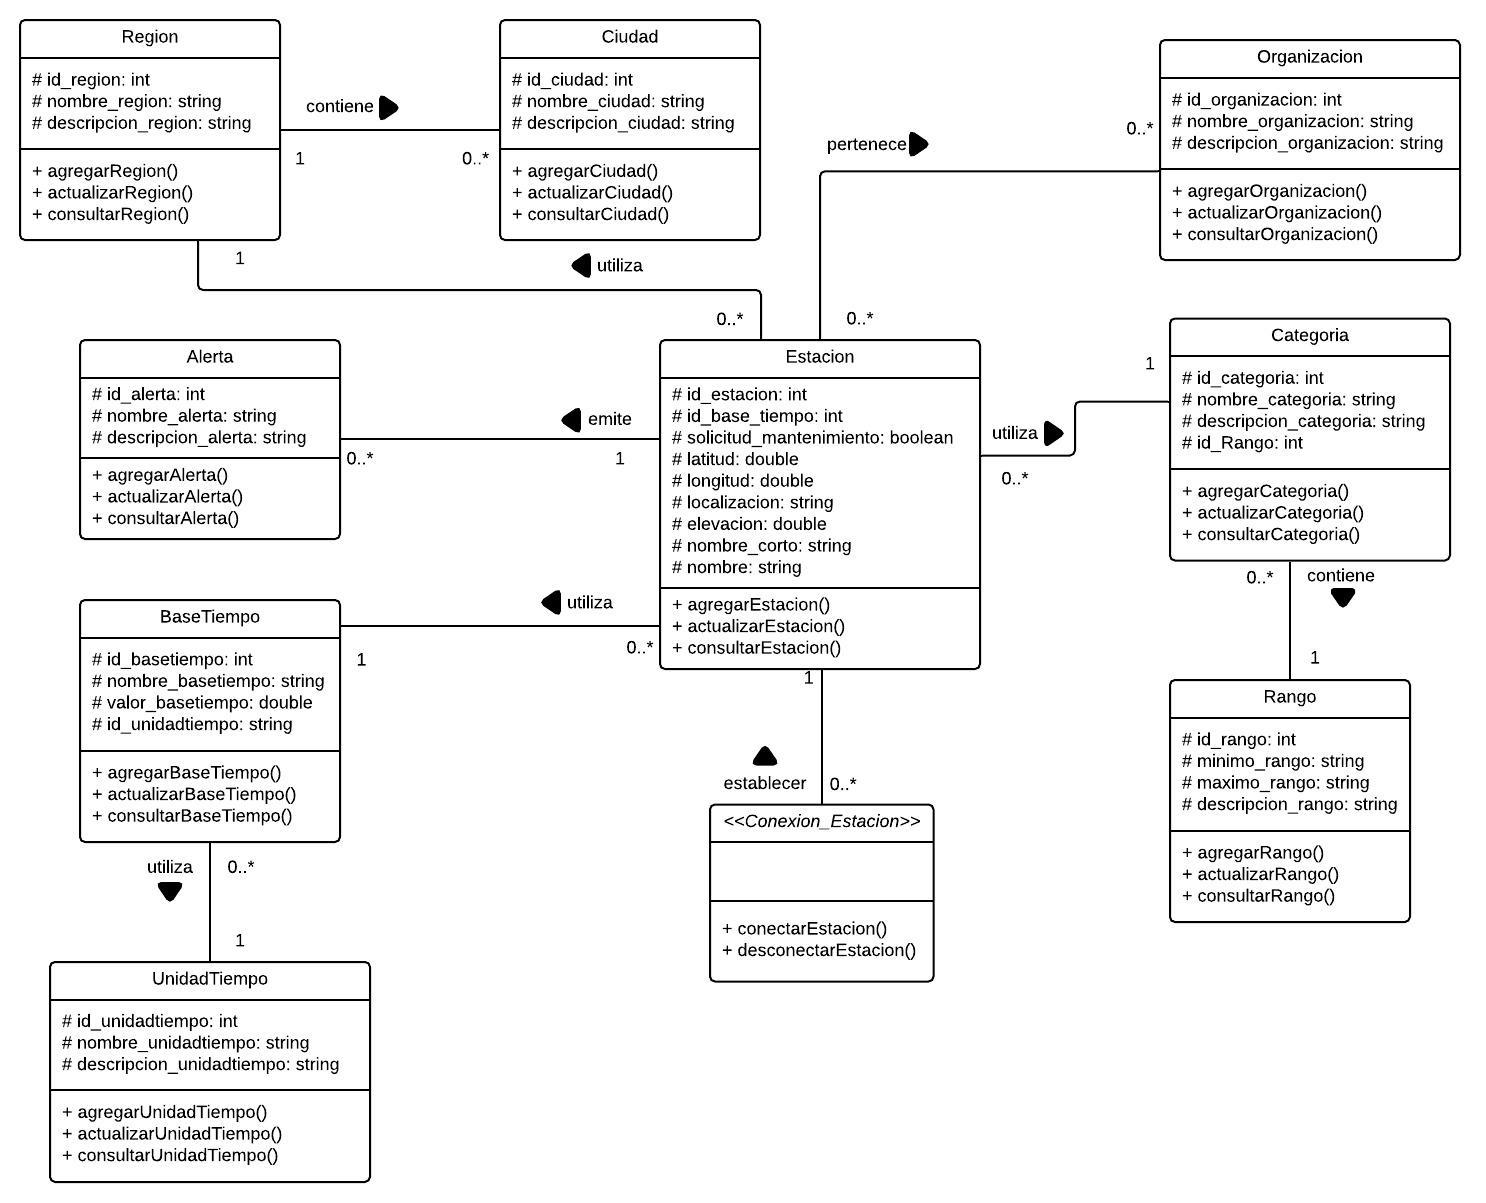 Region
# id_region: int
# nombre_region: string
# descripcion_region: string
+ agregarRegion()
+ actualizarRegion()
+ consultarRegion()
contiene
1
0..*
Ciudad
# id_ciudad: int
# nombre_ciudad: string
# descripcion_ciudad: string
+ agregarCiudad()
+ actualizarCiudad()
+ consultarCiudad()
Organizacion
# id_organizacion: int
# nombre_organizacion: string
# descripcion_organizacion: string
+ agregarOrganizacion()
+ actualizarOrganizacion()
+ consultarOrganizacion()
pertenece
0..*
0..*
1
utiliza
0..*
Alerta
# id_alerta: int
# nombre_alerta: string
# descripcion_alerta: string
+ agregarAlerta()
+ actualizarAlerta()
+ consultarAlerta()
emite
0..*
1
Estacion
# id_estacion: int
# id_base_tiempo: int
# solicitud_mantenimiento: boolean
# latitud: double
# longitud: double
# localizacion: string
# elevacion: double
# nombre_corto: string
# nombre: string
+ agregarEstacion()
+ actualizarEstacion()
+ consultarEstacion()
utiliza
1
0..*
Categoria
# id_categoria: int
# nombre_categoria: string
# descripcion_categoria: string
# id_Rango: int
+ agregarCategoria()
+ actualizarCategoria()
+ consultarCategoria()
0..*
contiene
1
BaseTiempo
# id_basetiempo: int
# nombre_basetiempo: string
# valor_basetiempo: double
# id_unidadtiempo: string
+ agregarBaseTiempo()
+ actualizarBaseTiempo()
+ consultarBaseTiempo()
utiliza
1
0..*
1
establecer
0..*
<<Conexion_Estacion>>
+ conectarEstacion()
+ desconectarEstacion()
Rango
# id_rango: int
# minimo_rango: string
# maximo_rango: string
# descripcion_rango: string
+ agregarRango()
+ actualizarRango()
+ consultarRango()
utiliza
0..*
1
UnidadTiempo
# id_unidadtiempo: int
# nombre_unidadtiempo: string
# descripcion_unidadtiempo: string
+ agregarUnidadTiempo()
+ actualizarUnidadTiempo()
+ consultarUnidadTiempo()